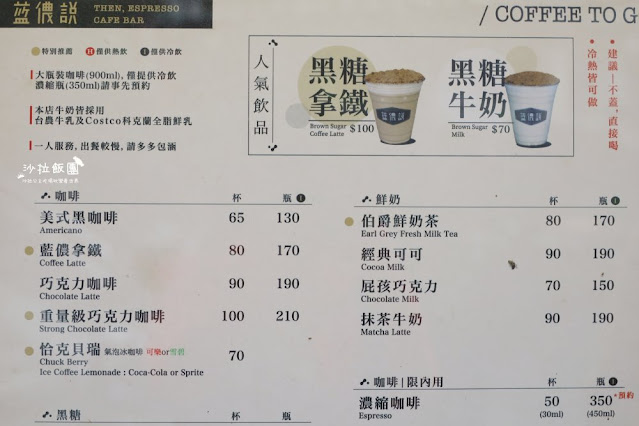 藍儂說 THEN, ESPRESSO
CAFE BAR
/ COFFEE TO G
特別推薦 H 僅供熱飲 I 僅供冷飲
大瓶裝咖啡(900ml), 僅提供冷飲
濃縮瓶(350ml)請事先預約
本店牛奶皆採用
台農牛乳及Costco科克蘭全脂鮮乳
一人服務, 出餐較慢, 請多多包涵
沙拉飯團
人氣飲品
黑糖
拿鐵
Brown Sugar
Coffee Latte $100
藍儂說
黑糖
牛奶
Brown Sugar
Milk $70
藍儂說
建議—不蓋, 直接喝
冷熱皆可做
咖啡 杯 瓶 I
美式黑咖啡 65 130
Americano
藍儂拿鐵 80 170
Coffee Latte
巧克力咖啡 90 190
Chocolate Latte
重量級巧克力咖啡 100 210
Strong Chocolate Latte
恰克貝瑞 氣泡冰咖啡 可樂or雪碧 70
Chuck Berry
Ice Coffee Lemonade : Coca-Cola or Sprite
黑糖 杯 瓶
鮮奶 杯 瓶 I
伯爵鮮奶茶 80 170
Earl Grey Fresh Milk Tea
經典可可 90 190
Cocoa Milk
屁孩巧克力 70 150
Chocolate Milk
抹茶牛奶 90 190
Matcha Latte
咖啡 | 限內用 杯 瓶 I
濃縮咖啡 50 350 *預約
Espresso (30ml) (450ml)